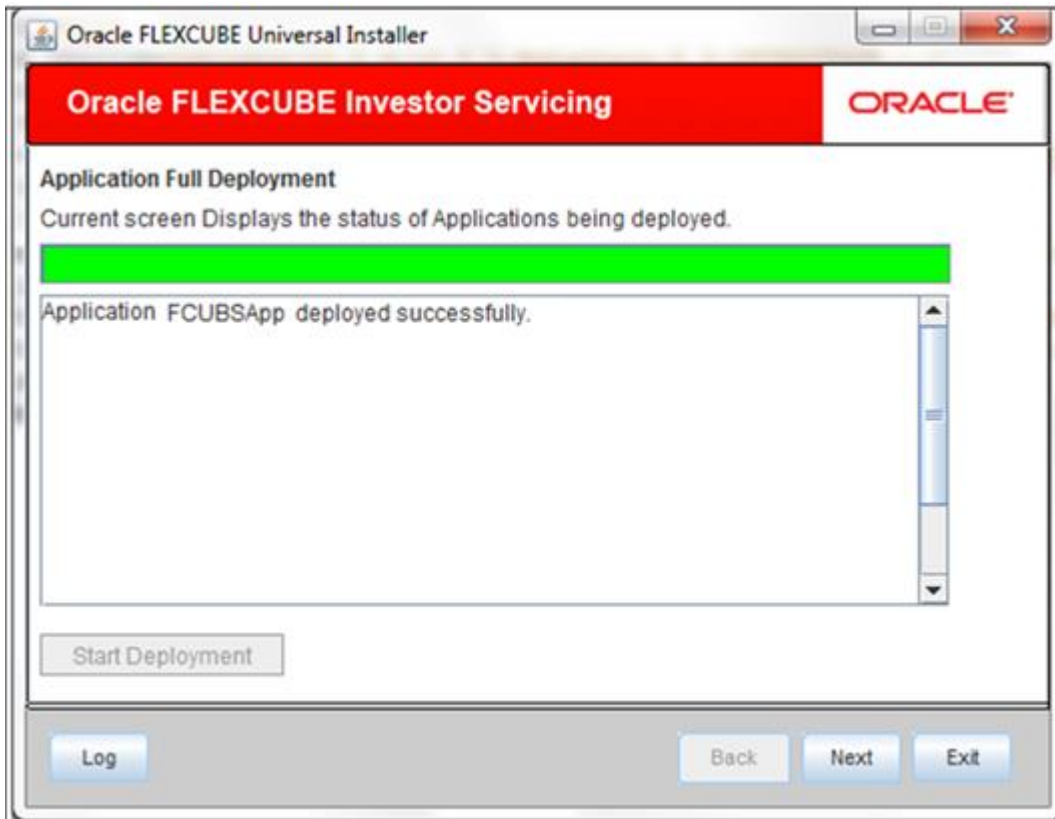 Oracle FLEXCUBE Universal Installer
Oracle FLEXCUBE Investor Servicing
ORACLE
Application Full Deployment
Current screen Displays the status of Applications being deployed.
Application FCUBSApp deployed successfully.
Start Deployment
Log
Back
Next
Exit